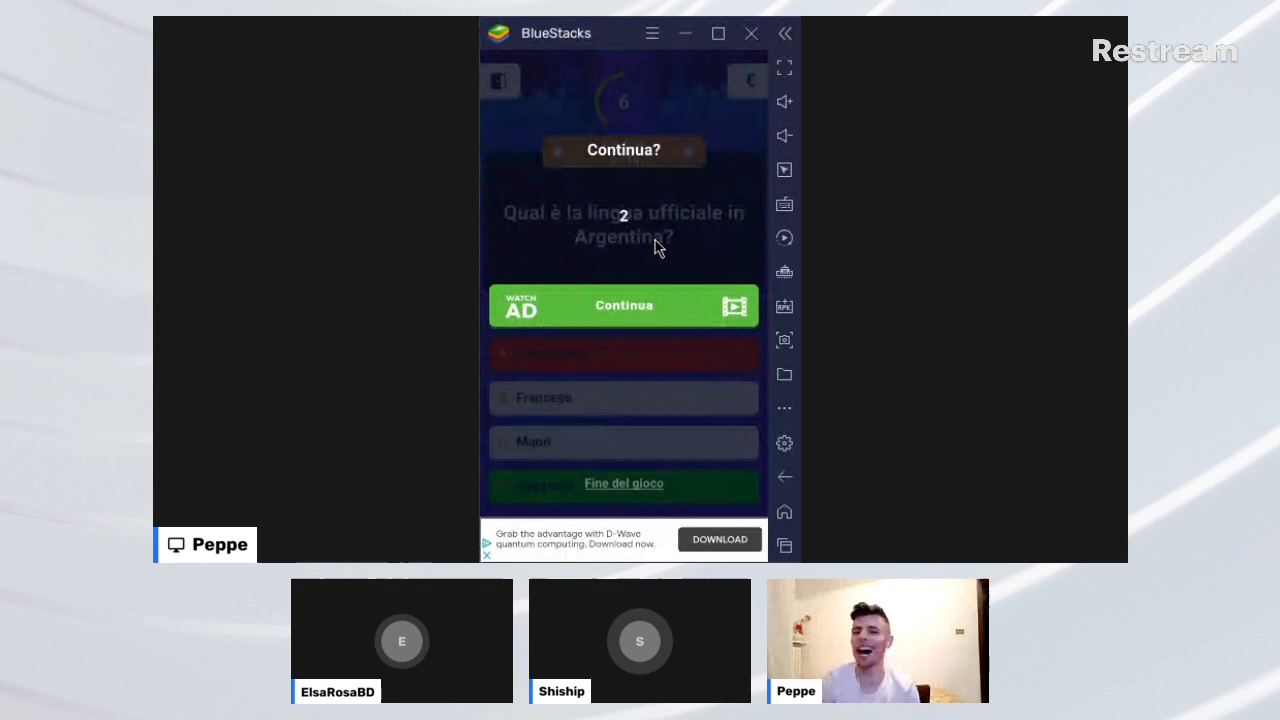 BlueStacks
Restream
6
Continua?
Qual è la lingua ufficiale in
Argentina?
2
WATCH
AD
Continua
Francese
Maori
Fine del gioco
Grab the advantage with D-Wave
quantum computing. Download now.
DOWNLOAD
Peppe
E
S
ElsaRosaBD
Shiship
Peppe